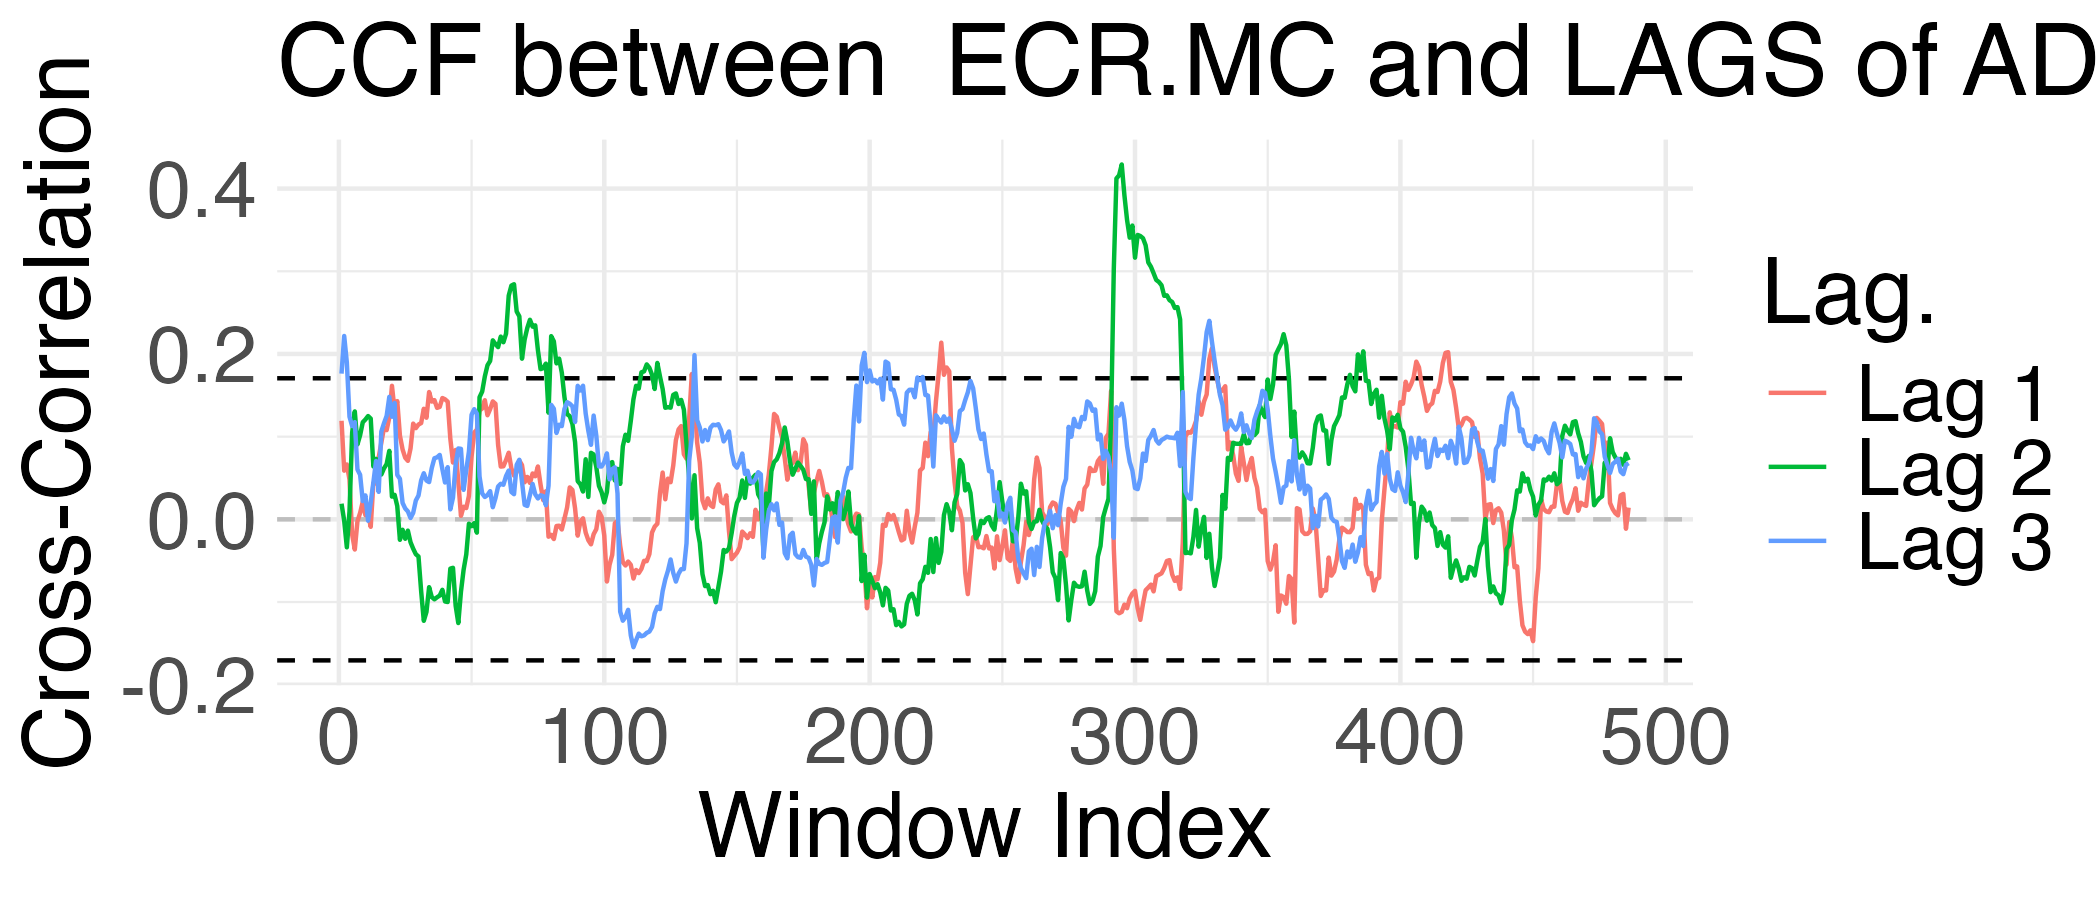 CCF between  ECR.MC and LAGS of AD
Cross-Correlation
0.4
0.2
0.0
-0.2
0 100 200 300 400 500
Window Index
Lag.
Lag 1
Lag 2
Lag 3